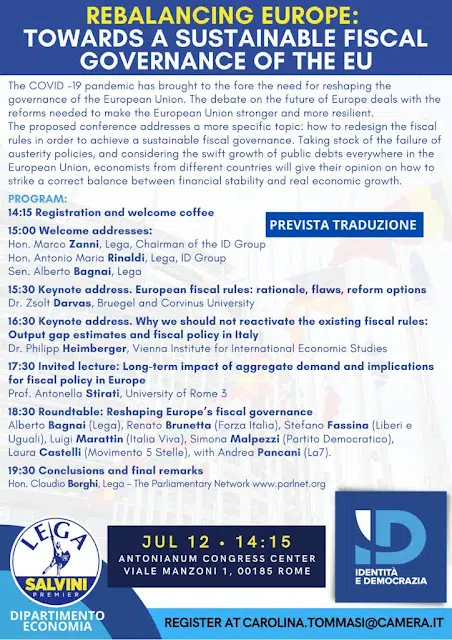 REBALANCING EUROPE:
TOWARDS A SUSTAINABLE FISCAL
GOVERNANCE OF THE EU
The COVID -19 pandemic has brought to the fore the need for reshaping the
governance of the European Union. The debate on the future of Europe deals with the
reforms needed to make the European Union stronger and more resilient.
The proposed conference addresses a more specific topic: how to redesign the fiscal
rules in order to achieve a sustainable fiscal governance. Taking stock of the failure of
austerity policies, and considering the swift growth of public debts everywhere in the
European Union, economists from different countries will give their opinion on how to
strike a correct balance between financial stability and real economic growth.
PROGRAM:
14:15 Registration and welcome coffee
PREVISTA TRADUZIONE
15:00 Welcome addresses:
Hon. Marco Zanni, Lega, Chairman of the ID Group
Hon. Antonio Maria Rinaldi, Lega, ID Group
Sen. Alberto Bagnai, Lega
15:30 Keynote address. European fiscal rules: rationale, flaws, reform options
Dr. Zsolt Darvas, Bruegel and Corvinus University
16:30 Keynote address. Why we should not reactivate the existing fiscal rules:
Output gap estimates and fiscal policy in Italy
Dr. Philipp Heimberger, Vienna Institute for International Economic Studies
17:30 Invited lecture: Long-term impact of aggregate demand and implications
for fiscal policy in Europe
Prof. Antonella Stirati, University of Rome 3
18:30 Roundtable: Reshaping Europe's fiscal governance
Alberto Bagnai (Lega), Renato Brunetta (Forza Italia), Stefano Fassina (Liberi e
Uguali), Luigi Marattin (Italia Viva), Simona Malpezzi (Partito Democratico),
Laura Castelli (Movimento 5 Stelle), with Andrea Pancani (La7).
19:30 Conclusions and final remarks
Hon. Claudio Borghi, Lega - The Parliamentary Network www.parlnet.org
LEGA
SALVINI
PREMIER
DIPARTIMENTO
ECONOMIA
JUL 12 • 14:15
ANTONIANUM CONGRESS CENTER
VIALE MANZONI 1, 00185 ROME
ID
IDENTITÀ
E DEMOCRAZIA
REGISTER AT CAROLINA.TOMMASI@CAMERA.IT